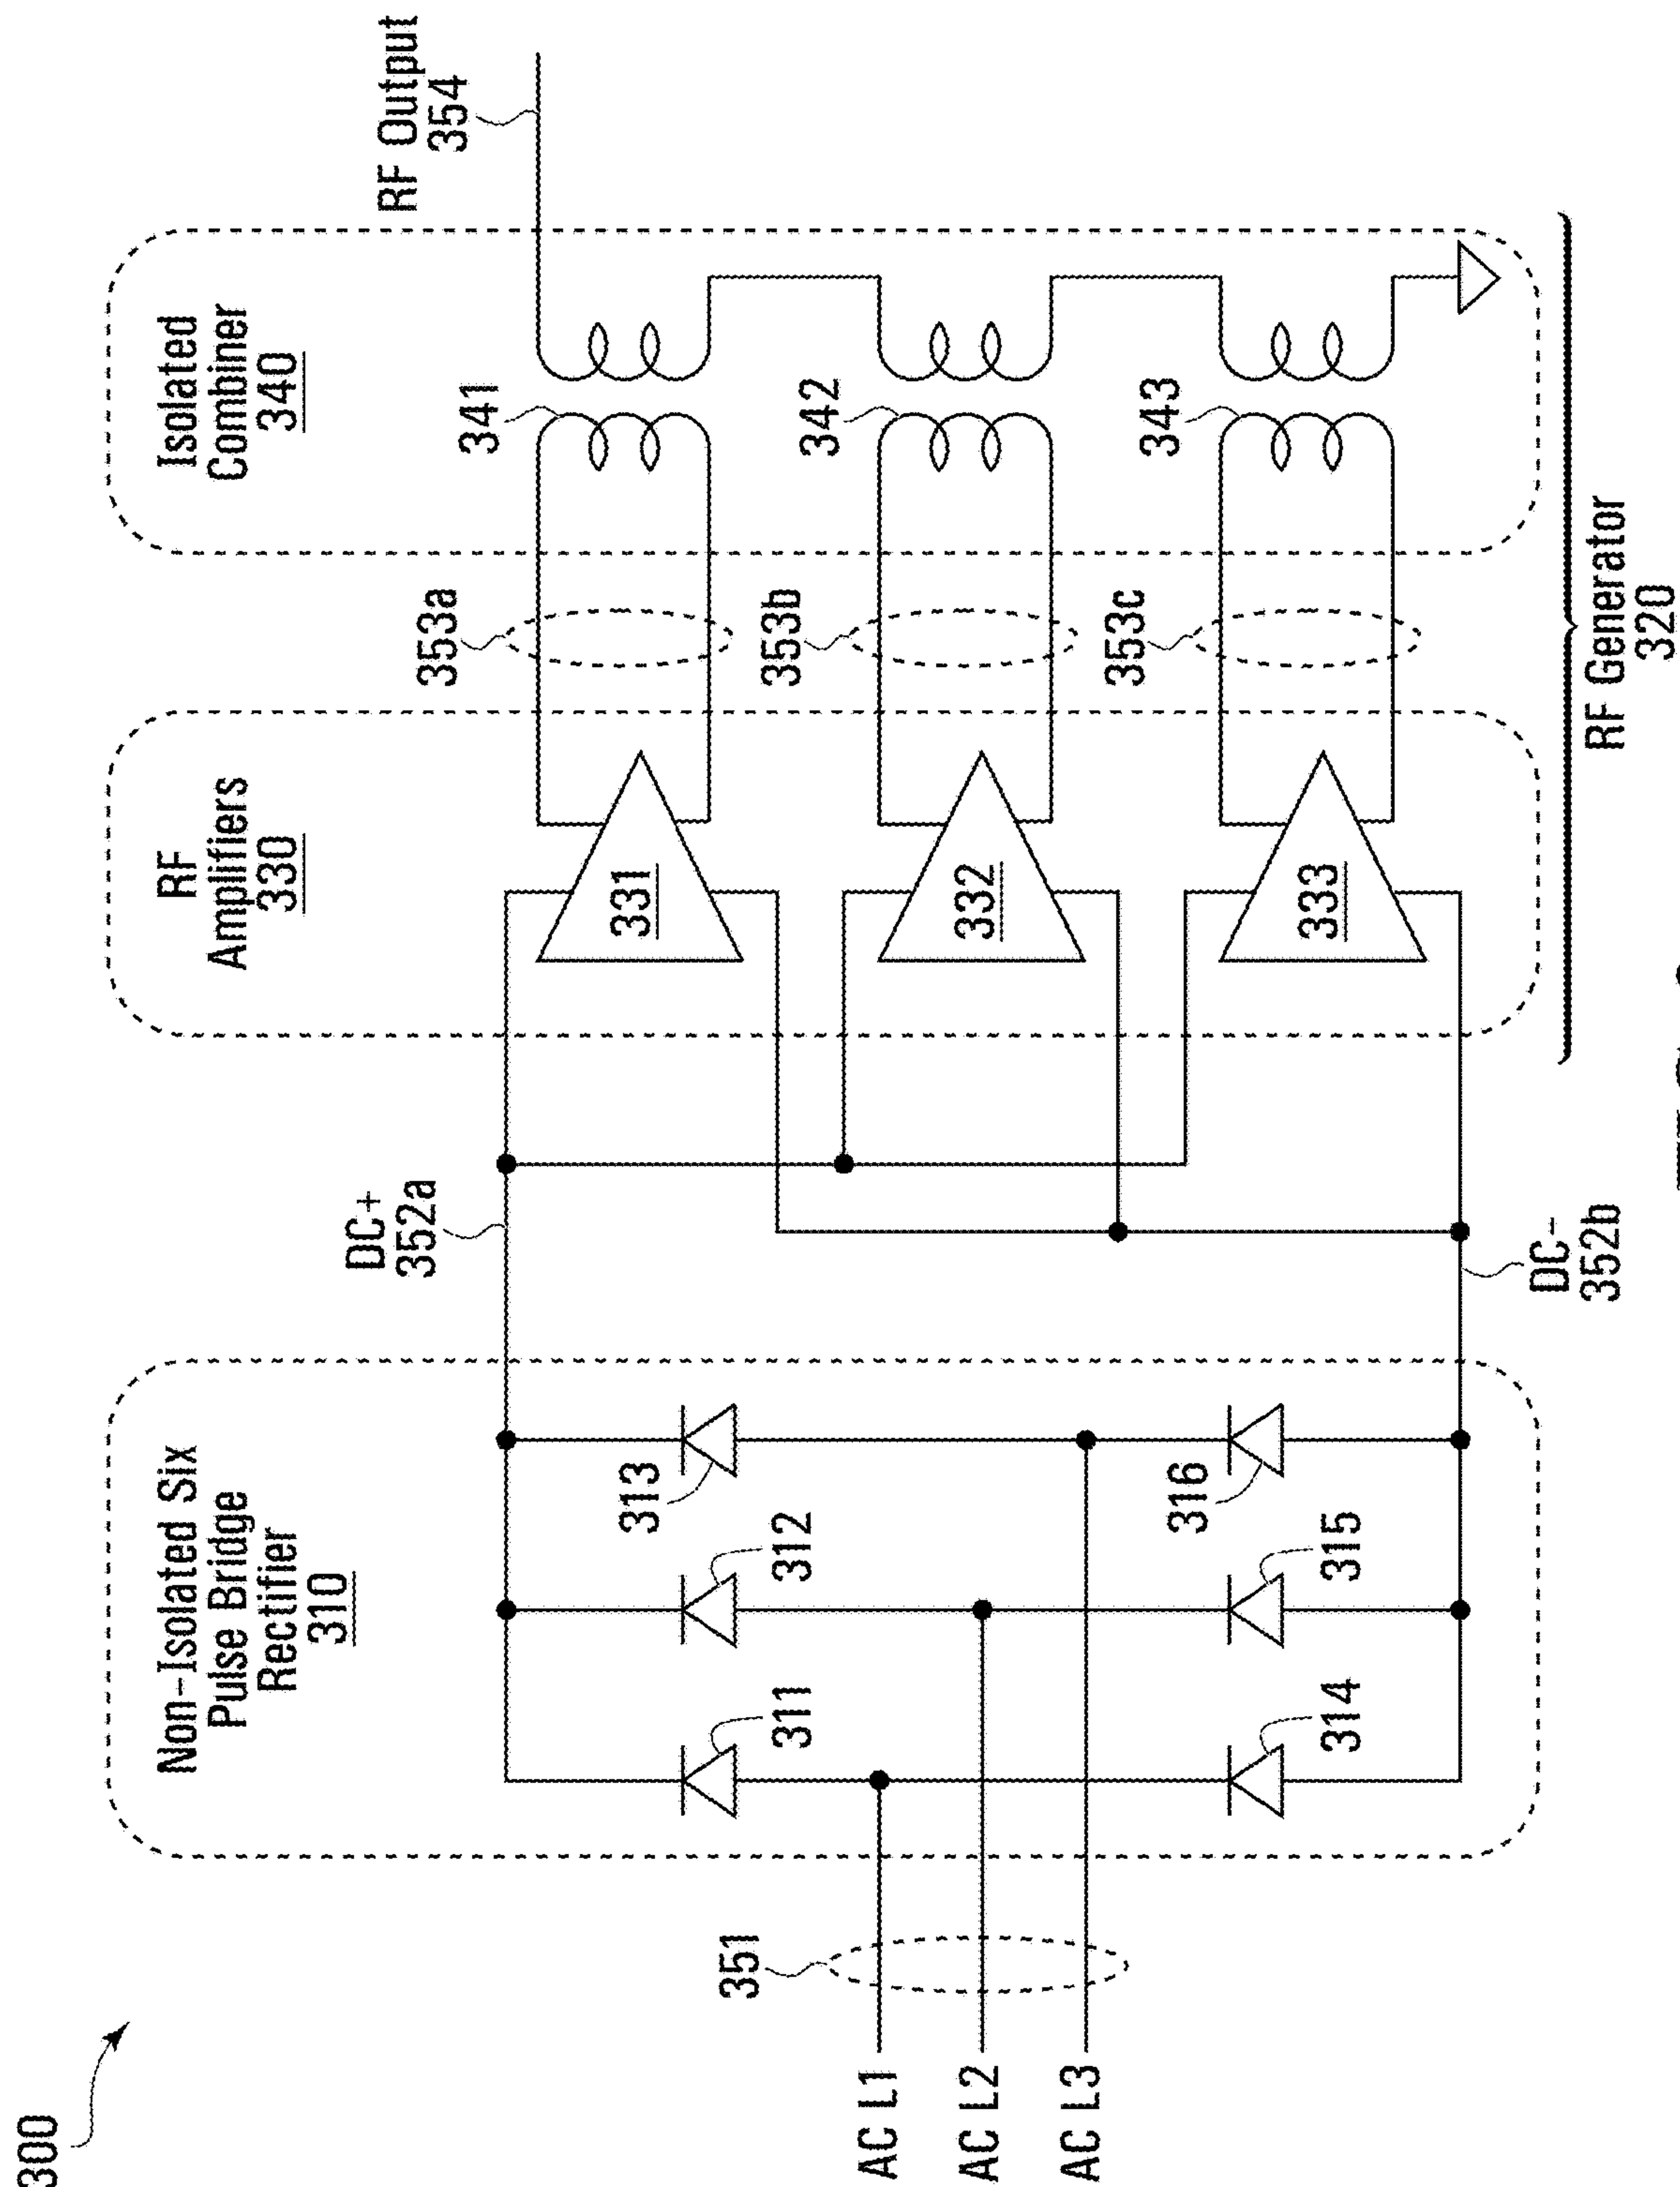 300
Non-Isolated Six
Pulse Bridge
Rectifier
310
RF
Amplifiers
330
Isolated
Combiner
340
RF Output
354
DC+
352a
353a
341
313
312
311
331
351
353b
342
332
AC L1
AC L2
AC L3
353c
343
316
315
314
333
DC-
352b
RF Generator
320